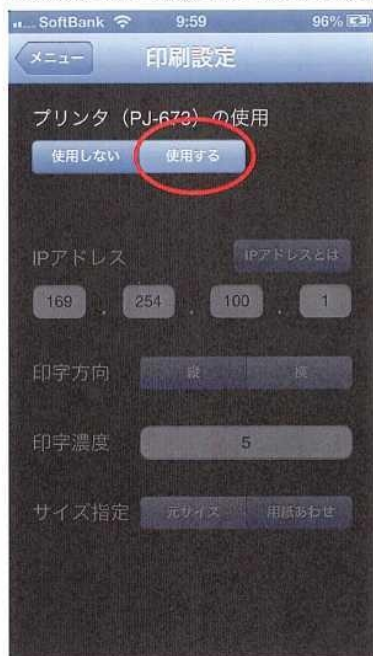 SoftBank 9:59 96%
メニュー 印刷設定
プリンタ（PJ-673）の使用
使用しない 使用する
IPアドレス IPアドレスとは
169 . 254 . 100 . 1
印字方向 縦 横
印字濃度 5
サイズ指定 元サイズ 用紙あわせ